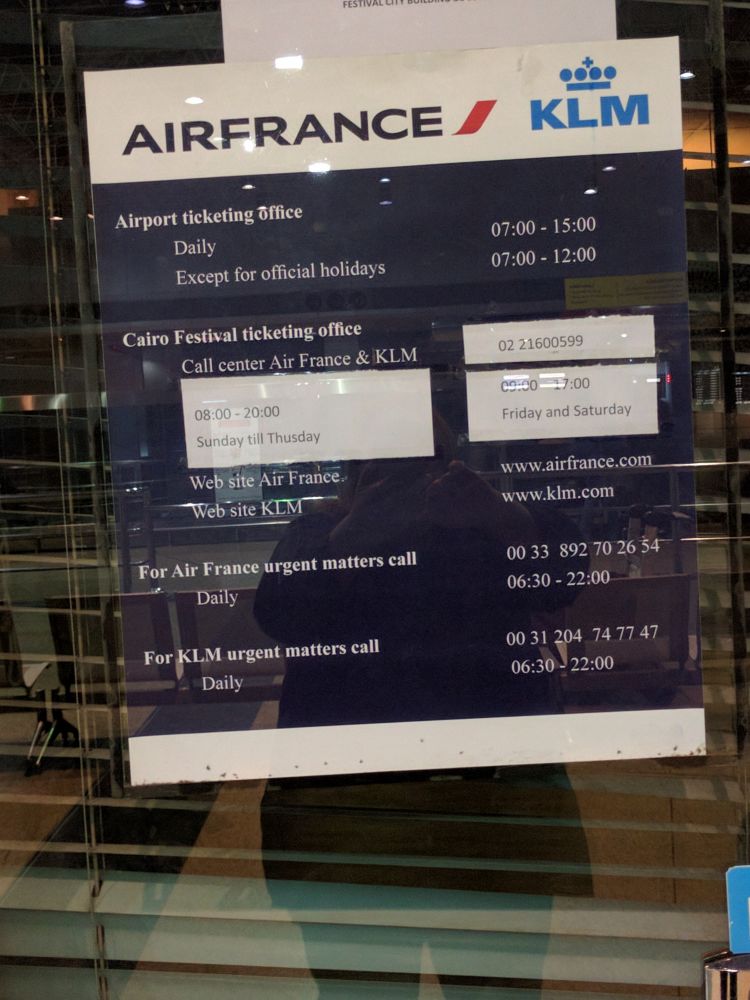 FESTIVAL CITY BUILDING
AIRFRANCE KLM
Airport ticketing office
Daily 07:00 - 15:00
Except for official holidays 07:00 - 12:00
Cairo Festival ticketing office
Call center Air France & KLM 02 21600599
08:00 - 20:00 09:00 - 17:00
Sunday till Thusday Friday and Saturday
Web site Air France www.airfrance.com
Web site KLM www.klm.com
For Air France urgent matters call 00 33 892 70 26 54
Daily 06:30 - 22:00
For KLM urgent matters call 00 31 204 74 77 47
Daily 06:30 - 22:00